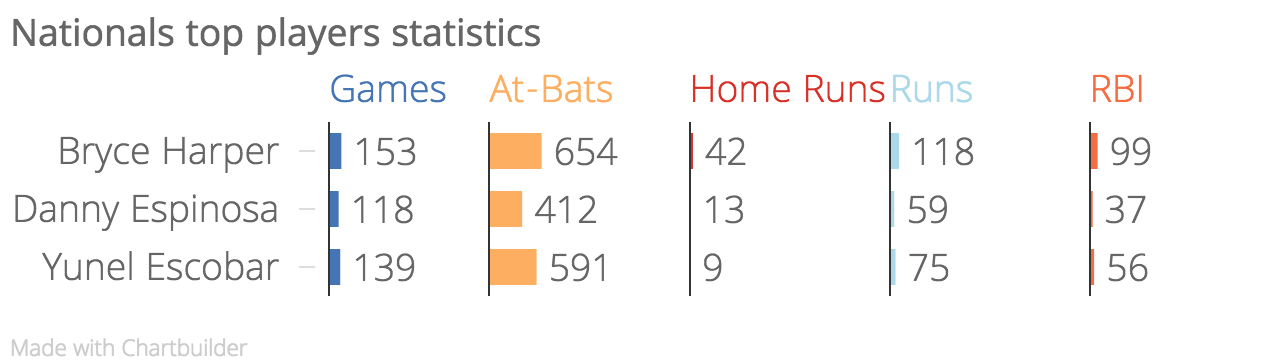 Nationals top players statistics
Games At-Bats Home Runs Runs RBI
Bryce Harper 153 654 42 118 99
Danny Espinosa 118 412 13 59 37
Yunel Escobar 139 591 9 75 56
Made with Chartbuilder